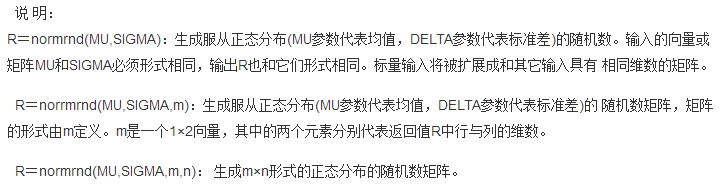 说 明：
R＝normrnd(MU,SIGMA)：生成服从正态分布(MU参数代表均值，DELTA参数代表标准差)的随机数。输入的向量或
矩阵MU和SIGMA必须形式相同，输出R也和它们形式相同。标量输入将被扩展成和其它输入具有 相同维数的矩阵。
R＝norrmrnd(MU,SIGMA,m)：生成服从正态分布(MU参数代表均值，DELTA参数代表标准差)的 随机数矩阵，矩阵
的形式由m定义。m是一个1×2向量，其中的两个元素分别代表返回值R中行与列的维数。
R＝normrnd(MU,SIGMA,m,n)： 生成m×n形式的正态分布的随机数矩阵。